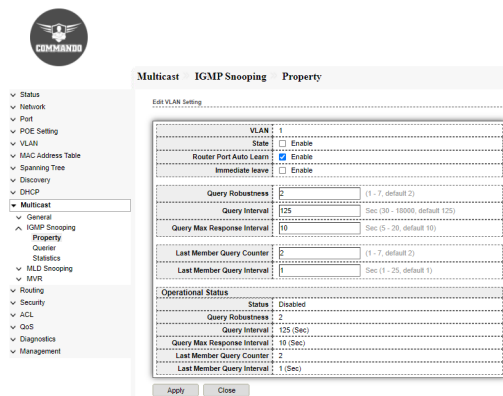 COMMANDO
Multicast IGMP Snooping Property
Status
Network
Port
POE Setting
VLAN
MAC Address Table
Spanning Tree
Discovery
DHCP
Multicast
General
IGMP Snooping
Property
Querier
Statistics
MLD Snooping
MVR
Routing
Security
ACL
QoS
Diagnostics
Management
Edit VLAN Setting
VLAN 1
State Enable
Router Port Auto Learn Enable
Immediate leave Enable
Query Robustness 2 (1 - 7, default 2)
Query Interval 125 Sec (30 - 18000, default 125)
Query Max Response Interval 10 Sec (5 - 20, default 10)
Last Member Query Counter 2 (1 - 7, default 2)
Last Member Query Interval 1 Sec (1 - 25, default 1)
Operational Status
Status Disabled
Query Robustness 2
Query Interval 125 (Sec)
Query Max Response Interval 10 (Sec)
Last Member Query Counter 2
Last Member Query Interval 1 (Sec)
Apply Close